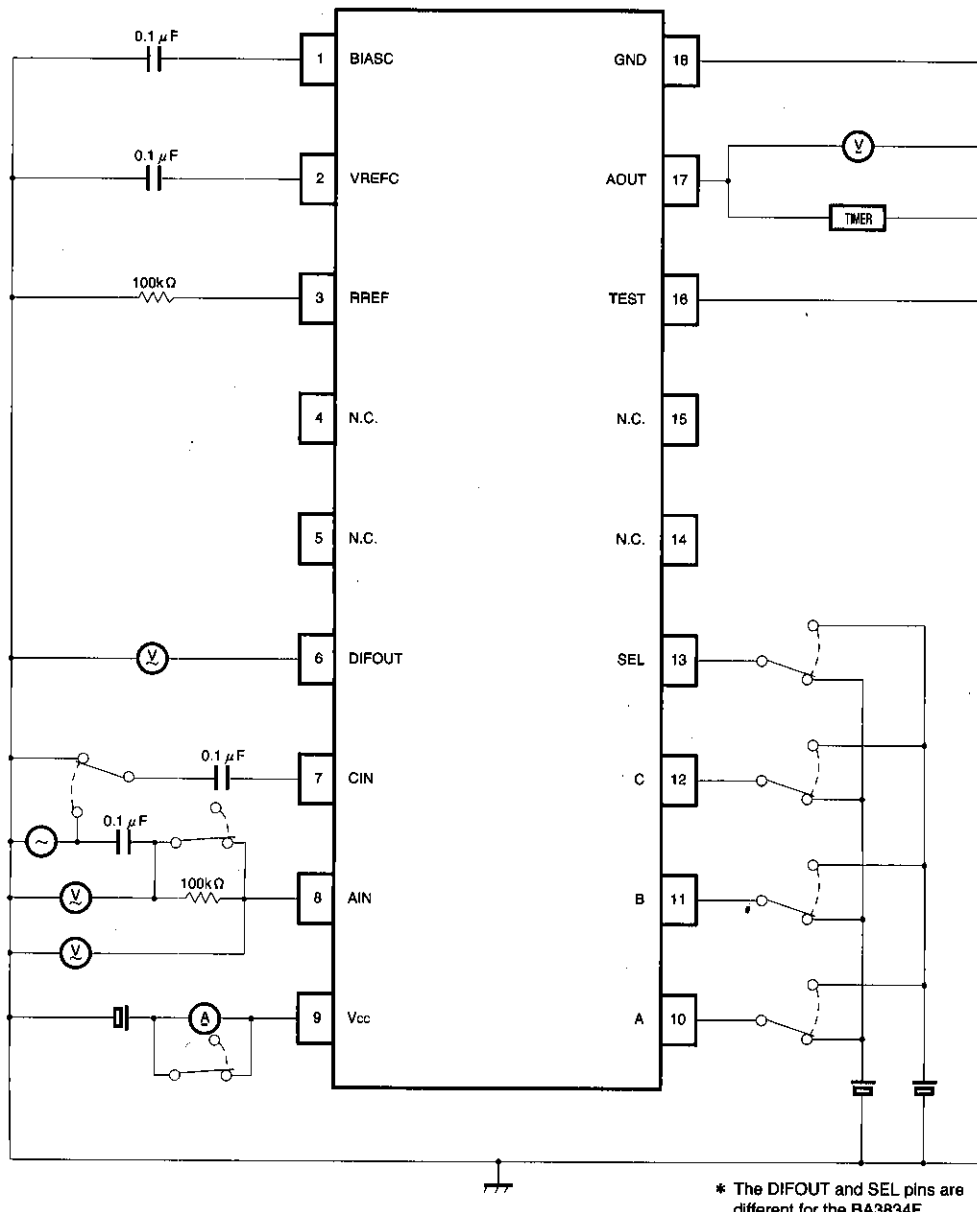 0.1 μF
1 BIASC
GND 18
0.1 μF
2 VREFC
AOUT 17
V
TIMER
100kΩ
3 RREF
TEST 16
4 N.C.
N.C. 15
5 N.C.
N.C. 14
V
6 DIFOUT
SEL 13
0.1 μF
7 CIN
C 12
0.1 μF
V
100kΩ
8 AIN
B 11
V
A
9 Vcc
A 10
* The DIFOUT and SEL pins are
different for the BA3834F